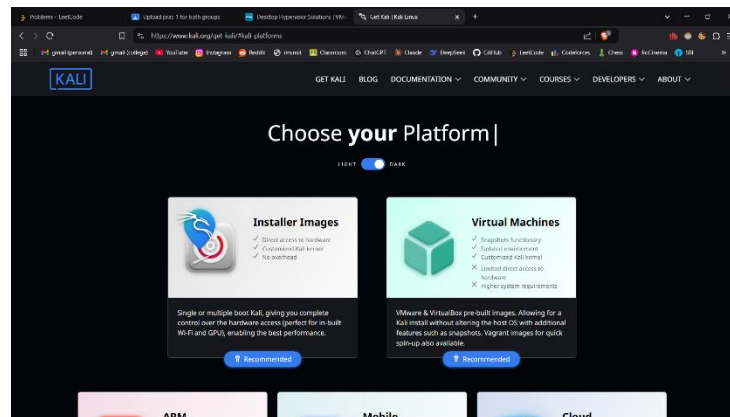 Problems - LeetCode
Upload prac 1 for both groups
Desktop Hypervisor Solutions | VM
Get Kali | Kali Linux
https://www.kali.org/get-kali/#kali-platforms
gmail (personal)
gmail (college)
YouTube
Instagram
Reddit
Classroom
ChatGPT
Claude
DeepSeek
GitHub
LeetCode
Codeforces
Chess
SBI
KALI
GET KALI
BLOG
DOCUMENTATION
COMMUNITY
COURSES
DEVELOPERS
ABOUT
Choose your Platform|
LIGHT
DARK
Installer Images
Direct access to hardware
Customized Kali kernel
No overhead
Single or multiple boot Kali, giving you complete
control over the hardware access (perfect for in-built
Wi-Fi and GPU), enabling the best performance.
Recommended
Virtual Machines
Snapshots functionary
Isolated environment
Customized Kali kernel
Limited direct access to
hardware
Higher system requirements
VMware & VirtualBox pre-built images. Allowing for a
Kali install without altering the host OS with additional
features such as snapshots. Vagrant images for quick
spin-up also available.
Recommended
ARM
Mobile
Cloud